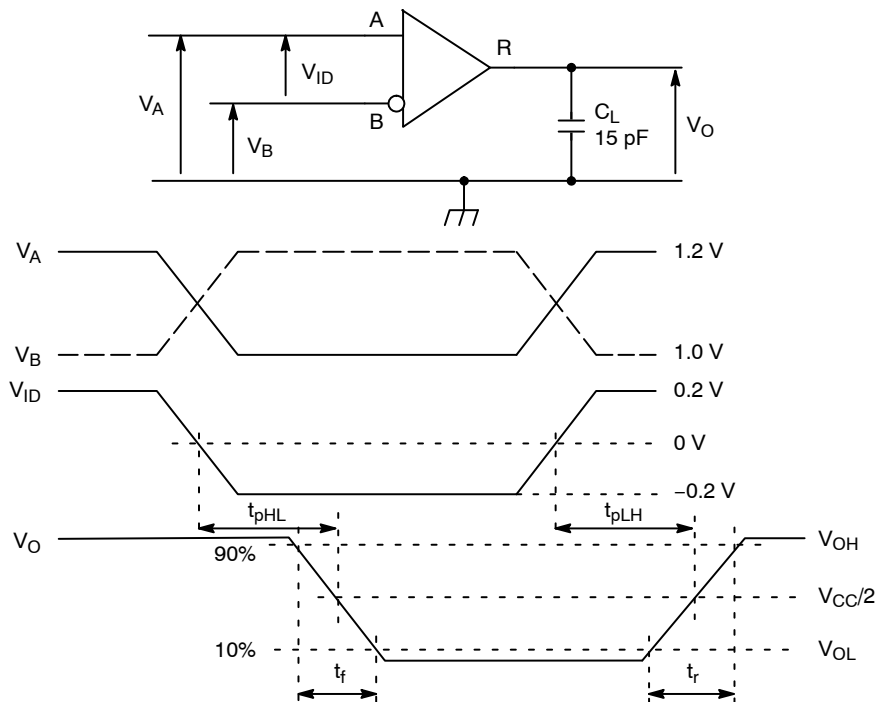 A
R
V_ID
V_A
B
C_L
15 pF
V_O
V_B
V_A
1.2 V
V_B
1.0 V
V_ID
0.2 V
0 V
−0.2 V
t_pHL
t_pLH
V_O
90%
V_OH
V_CC/2
10%
V_OL
t_f
t_r